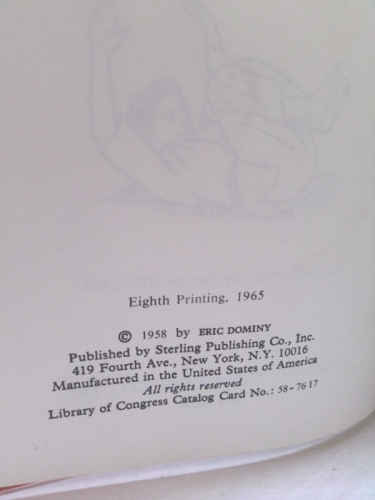 Eighth Printing, 1965
© 1958 by ERIC DOMINY
Published by Sterling Publishing Co., Inc.
419 Fourth Ave., New York, N.Y. 10016
Manufactured in the United States of America
All rights reserved
Library of Congress Catalog Card No.: 58-7617